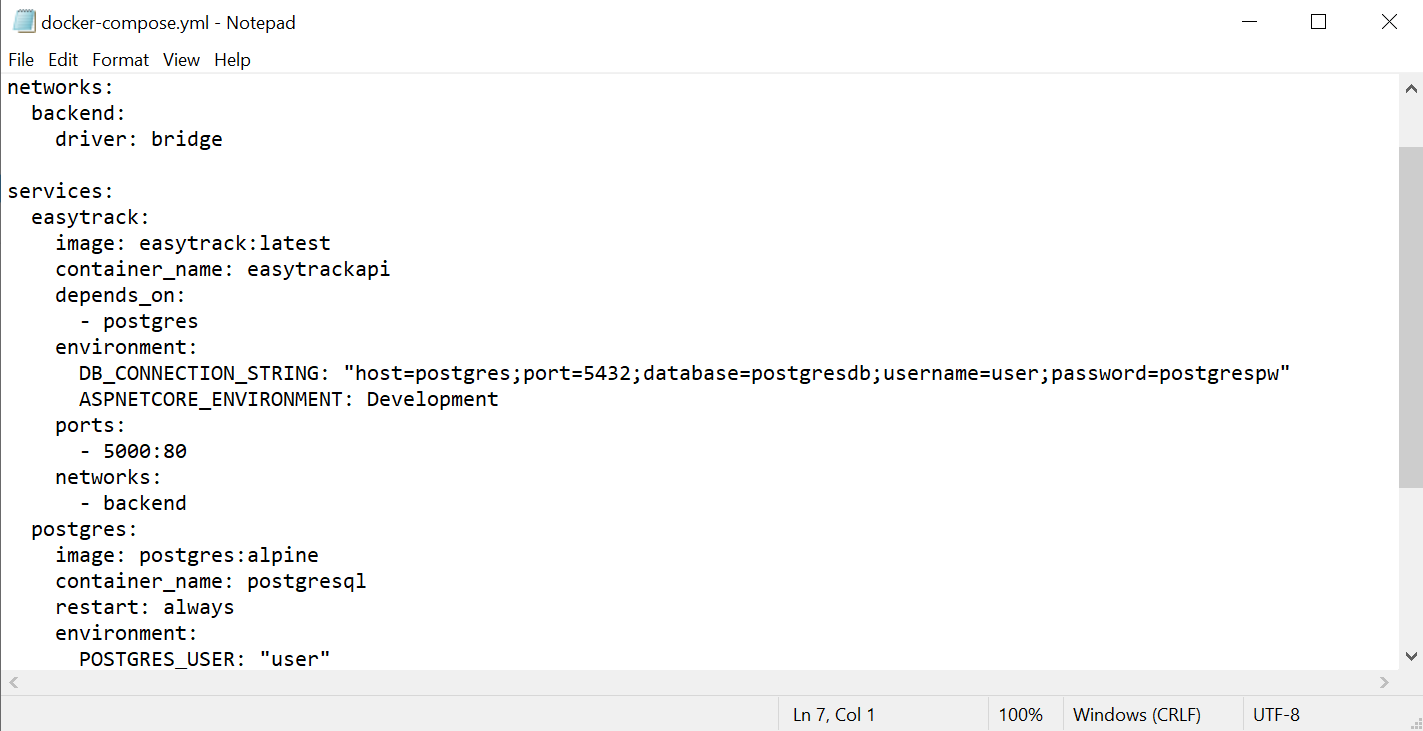 docker-compose.yml - Notepad
File Edit Format View Help
networks:
  backend:
    driver: bridge

services:
  easytrack:
    image: easytrack:latest
    container_name: easytrackapi
    depends_on:
      - postgres
    environment:
      DB_CONNECTION_STRING: "host=postgres;port=5432;database=postgresdb;username=user;password=postgrespw"
      ASPNETCORE_ENVIRONMENT: Development
    ports:
      - 5000:80
    networks:
      - backend
  postgres:
    image: postgres:alpine
    container_name: postgresql
    restart: always
    environment:
      POSTGRES_USER: "user"
Ln 7, Col 1 100% Windows (CRLF) UTF-8